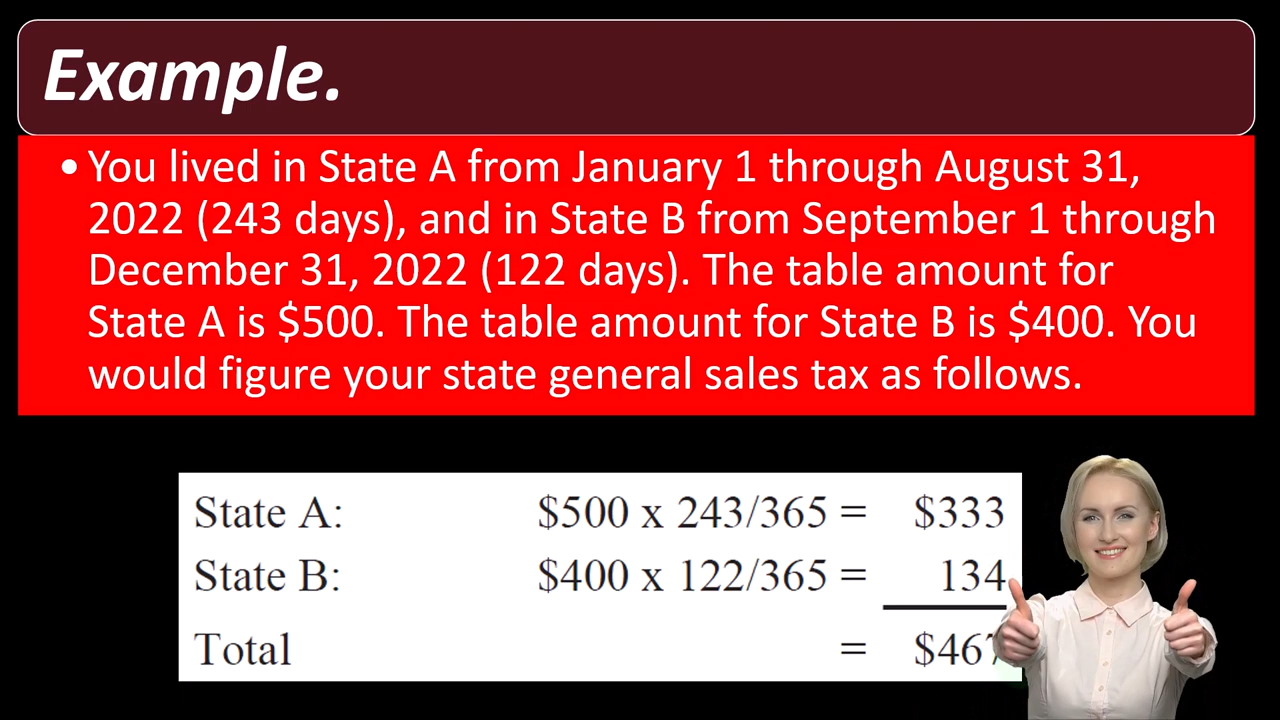 Example.
• You lived in State A from January 1 through August 31,
2022 (243 days), and in State B from September 1 through
December 31, 2022 (122 days). The table amount for
State A is $500. The table amount for State B is $400. You
would figure your state general sales tax as follows.
State A: $500 x 243/365 = $333
State B: $400 x 122/365 = 134
Total = $467